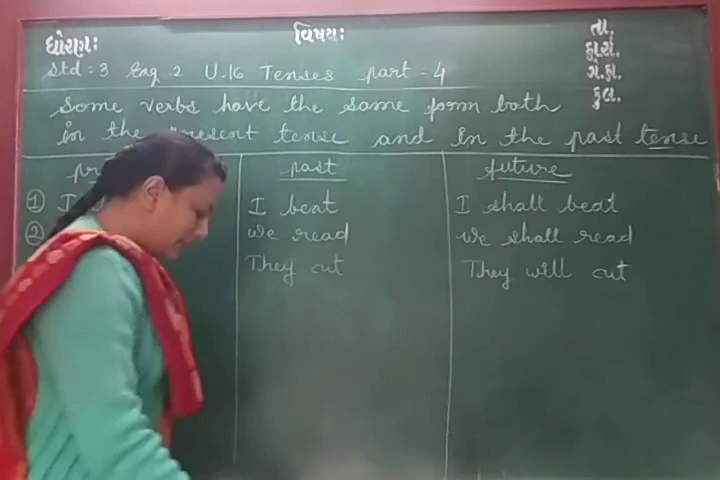 ધોરણ: વિષય: તા.
હાજ઼.
Std: 3 Eng. 2 U.16 Tenses part - 4
ગે.હા.
કુલ.
Some verbs have the same form both
in the present tense and in the past tense
past future
① I beat I shall beat
② We read We shall read
They cut They will cut